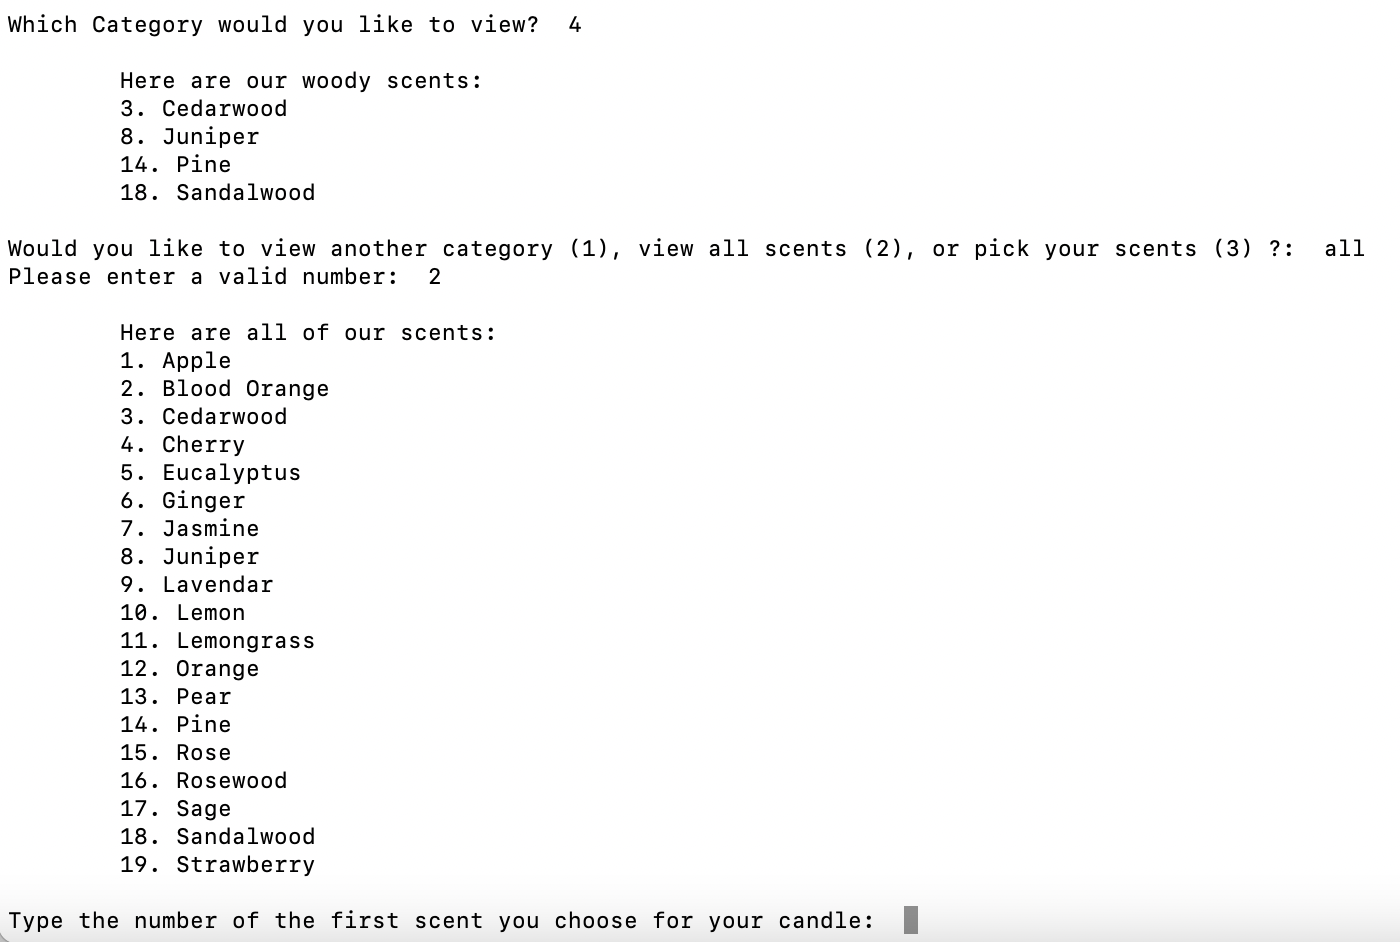 Which Category would you like to view?  4
Here are our woody scents:
3. Cedarwood
8. Juniper
14. Pine
18. Sandalwood
Would you like to view another category (1), view all scents (2), or pick your scents (3) ?:  all
Please enter a valid number:  2
Here are all of our scents:
1. Apple
2. Blood Orange
3. Cedarwood
4. Cherry
5. Eucalyptus
6. Ginger
7. Jasmine
8. Juniper
9. Lavendar
10. Lemon
11. Lemongrass
12. Orange
13. Pear
14. Pine
15. Rose
16. Rosewood
17. Sage
18. Sandalwood
19. Strawberry
Type the number of the first scent you choose for your candle: